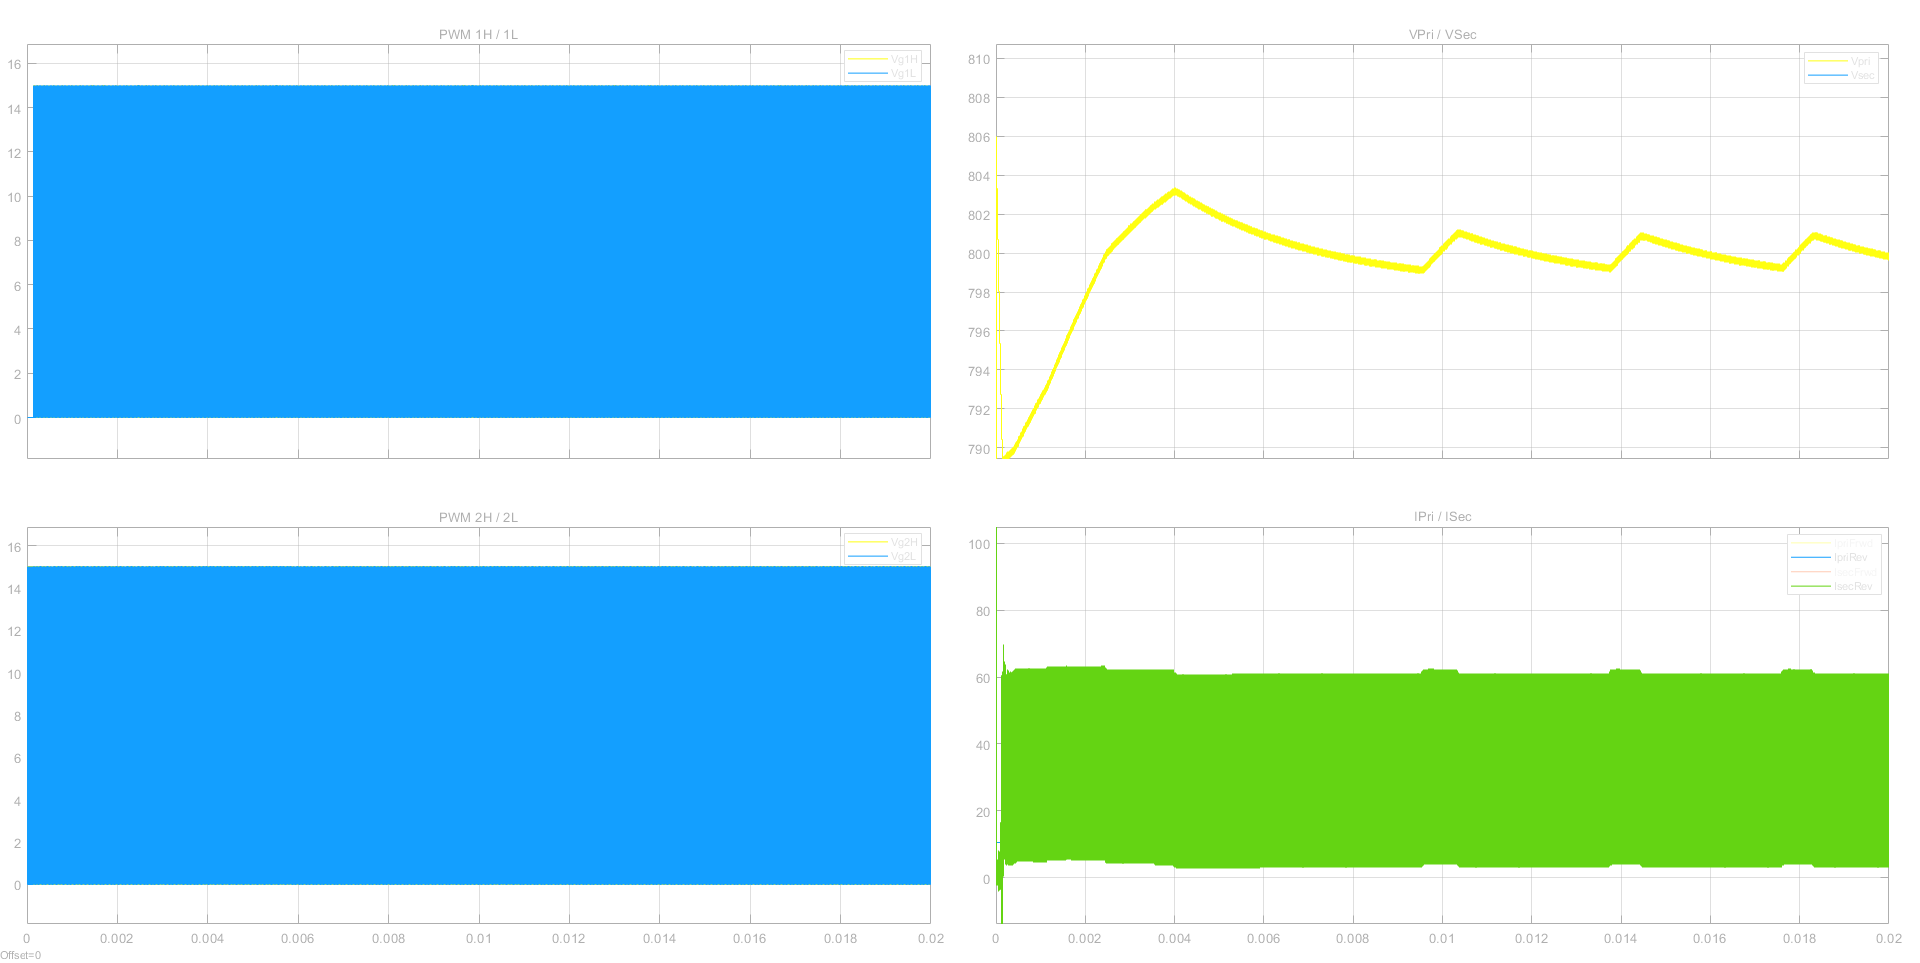 PWM 1H / 1L
16
14
12
10
8
6
4
2
0
Vg1H
Vg1L
VPri / VSec
810
808
806
804
802
800
798
796
794
792
790
Vpri
Vsec
PWM 2H / 2L
16
14
12
10
8
6
4
2
0
Vg2H
Vg2L
0 0.002 0.004 0.006 0.008 0.01 0.012 0.014 0.016 0.018 0.02
Offset=0
IPri / ISec
100
80
60
40
20
0
IpriRev
IsecRev
0 0.002 0.004 0.006 0.008 0.01 0.012 0.014 0.016 0.018 0.02